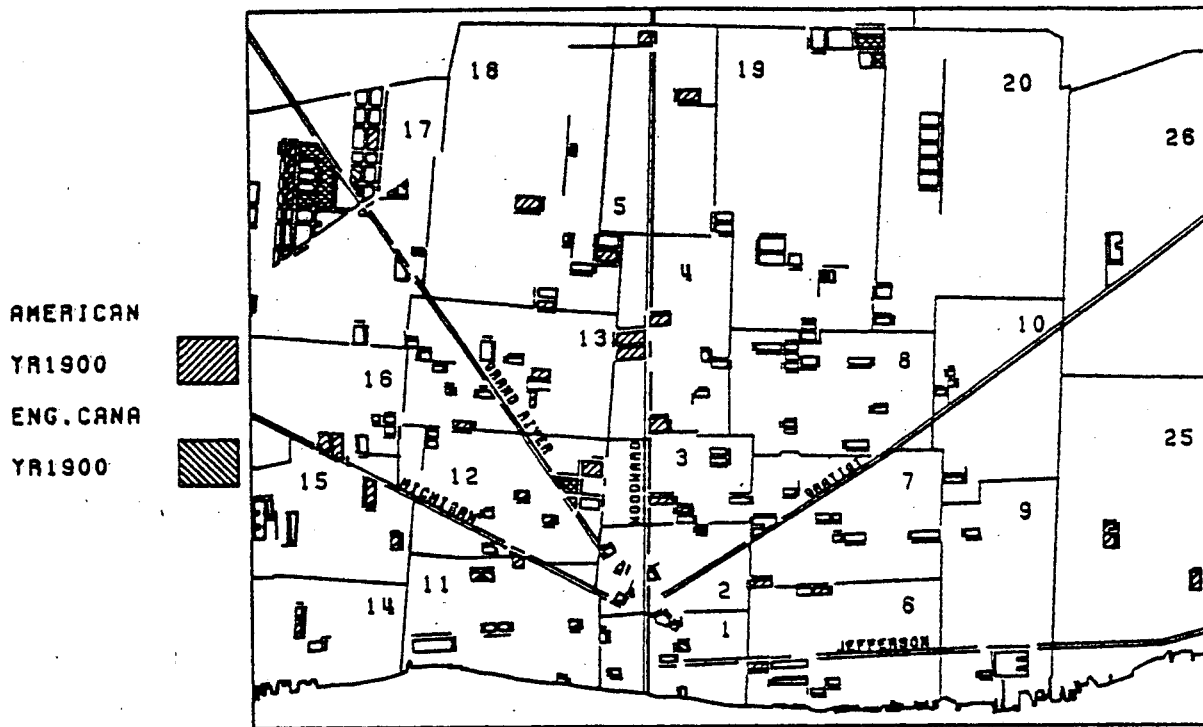 AMERICAN
YR1900
ENG.CANA
YR1900
18
19
20
17
26
5
4
13
10
16
8
GRAND RIVER
25
WOODWARD
3
GRATIOT
7
15
12
MICHIGAN
9
14
11
2
6
1
JEFFERSON